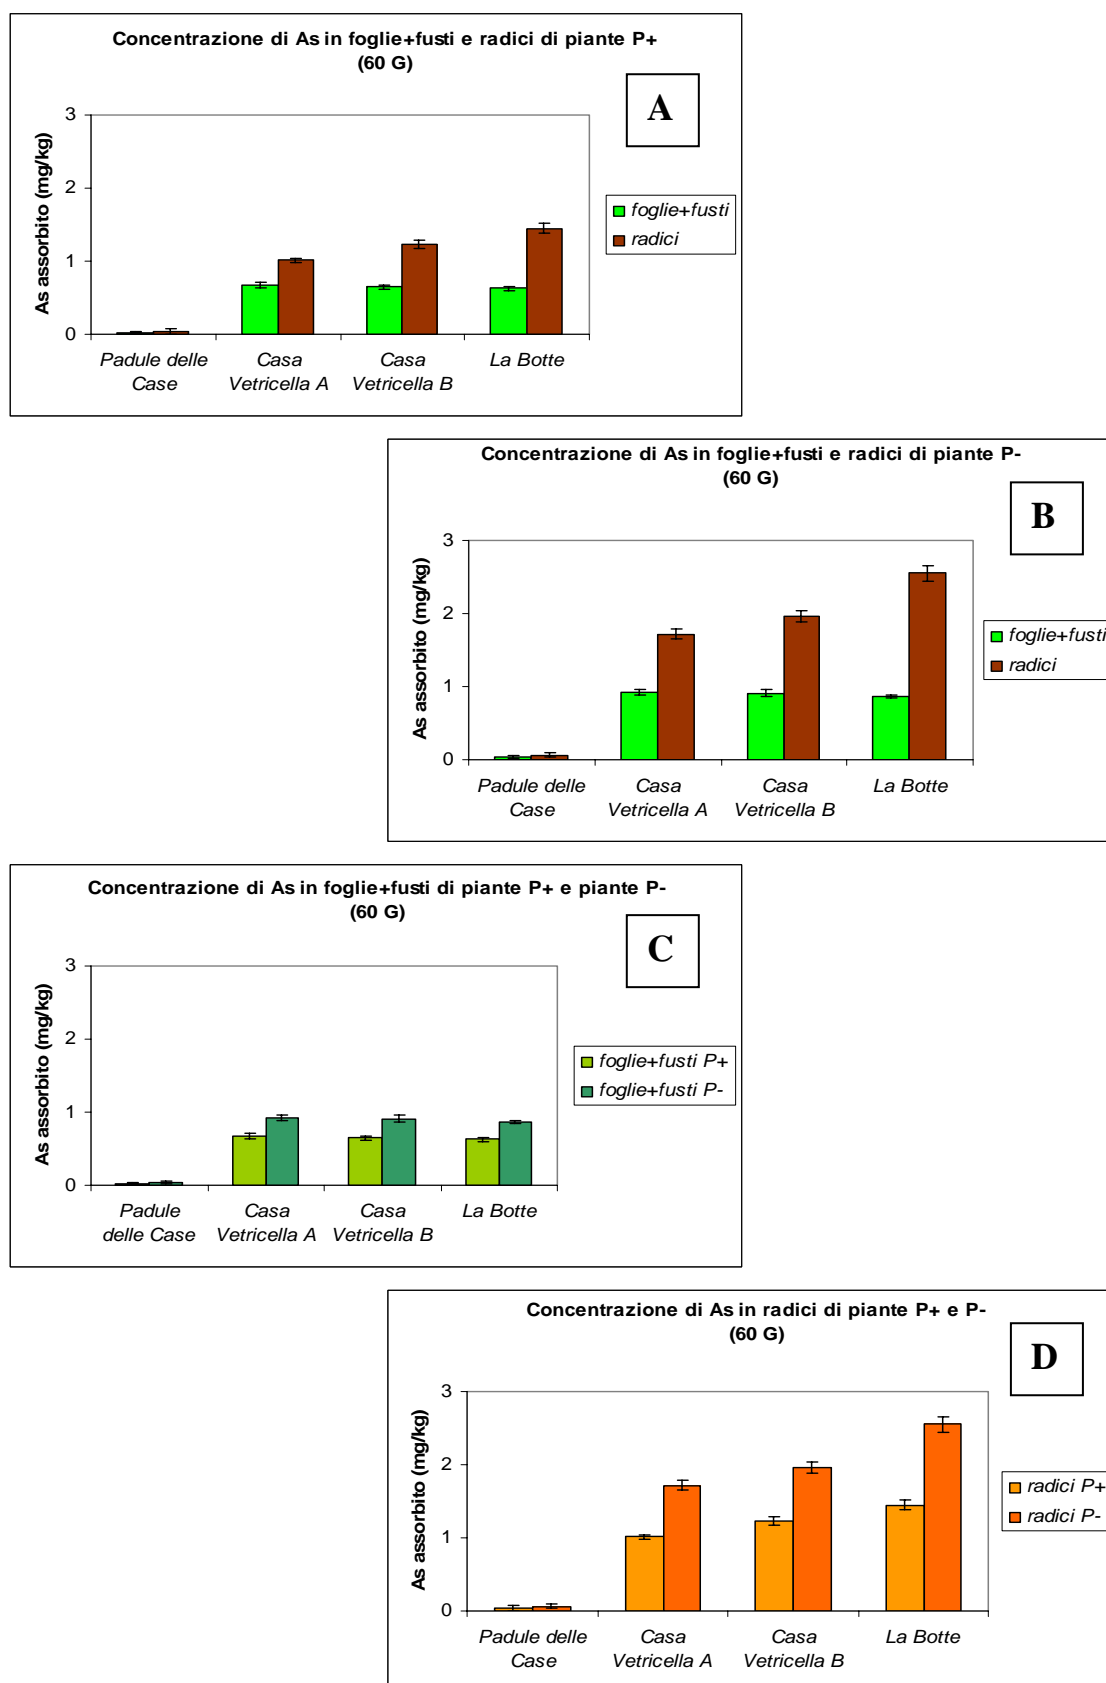 Concentrazione di As in foglie+fusti e radici di piante P+
(60 G)
A
As assorbito (mg/kg)
3
2
1
0
Padule delle
Case
Casa
Vetricella A
Casa
Vetricella B
La Botte
foglie+fusti
radici
Concentrazione di As in foglie+fusti e radici di piante P-
(60 G)
B
As assorbito (mg/kg)
3
2
1
0
Padule delle
Case
Casa
Vetricella A
Casa
Vetricella B
La Botte
foglie+fusti
radici
Concentrazione di As in foglie+fusti di piante P+ e piante P-
(60 G)
C
As assorbito (mg/kg)
3
2
1
0
Padule
delle Case
Casa
Vetricella A
Casa
Vetricella B
La Botte
foglie+fusti P+
foglie+fusti P-
Concentrazione di As in radici di piante P+ e P-
(60 G)
D
As assorbito (mg/kg)
3
2
1
0
Padule delle
Case
Casa
Vetricella A
Casa
Vetricella B
La Botte
radici P+
radici P-